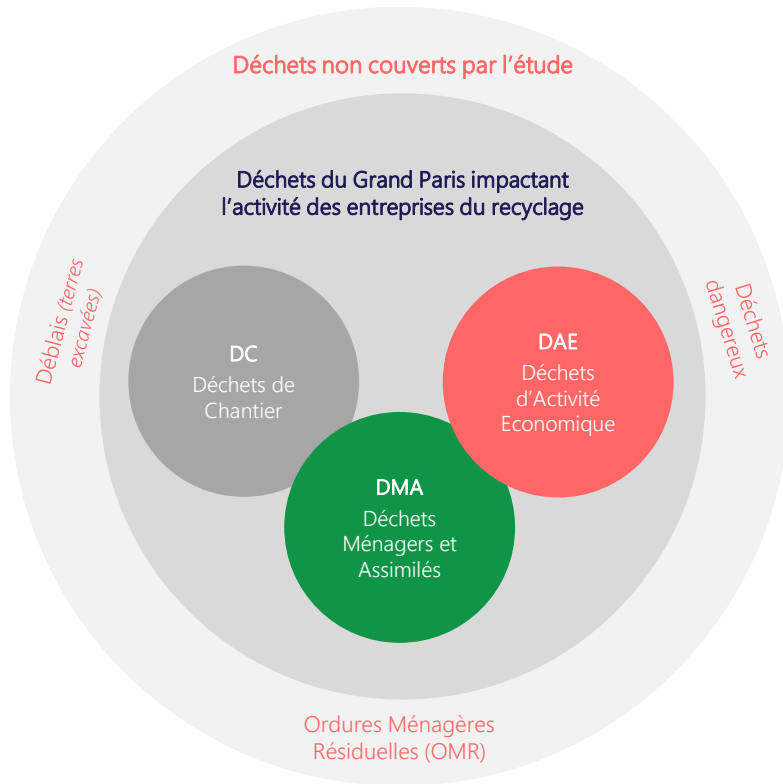 Déchets non couverts par l'étude
Déchets du Grand Paris impactant
l'activité des entreprises du recyclage
Déblais (terres
excavées)
Déchets
dangereux
DC
Déchets de
Chantier
DAE
Déchets
d'Activité
Economique
DMA
Déchets
Ménagers et
Assimilés
Ordures Ménagères
Résiduelles (OMR)